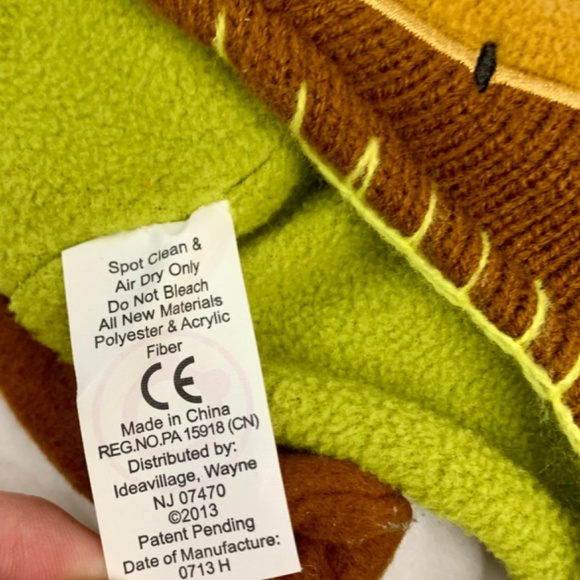 Spot Clean &
Air Dry Only
Do Not Bleach
All New Materials
Polyester & Acrylic
Fiber
CE
Made in China
REG.NO.PA 15918 (CN)
Distributed by:
Ideavillage, Wayne
NJ 07470
©2013
Patent Pending
Date of Manufacture:
0713 H